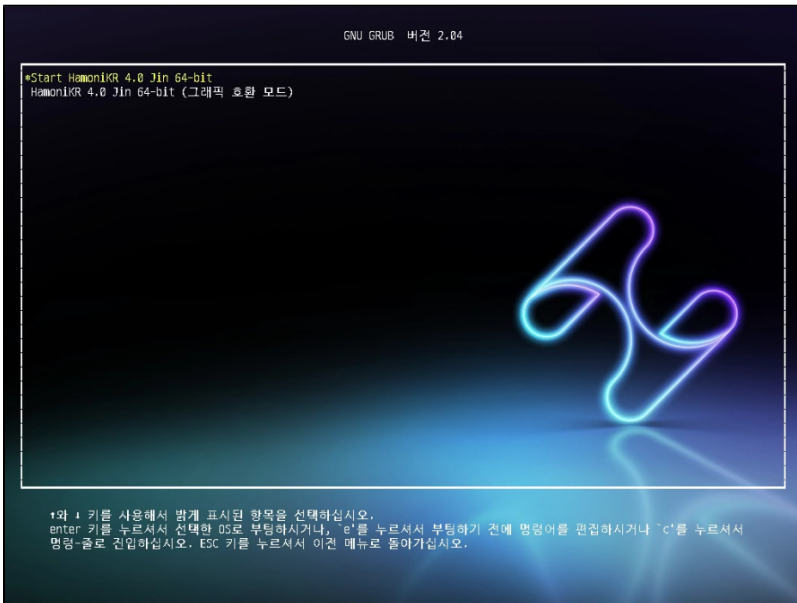 GNU GRUB 버전 2.04
*Start HamoniKR 4.0 Jin 64-bit
HamoniKR 4.0 Jin 64-bit (그래픽 호환 모드)
↑와 ↓ 키를 사용해서 밝게 표시된 항목을 선택하십시오.
enter 키를 누르셔서 선택한 OS로 부팅하시거나, `e'를 누르셔서 부팅하기 전에 명령어를 편집하시거나 `c'를 누르셔서
명령-줄로 진입하십시오. ESC 키를 누르셔서 이전 메뉴로 돌아가십시오.